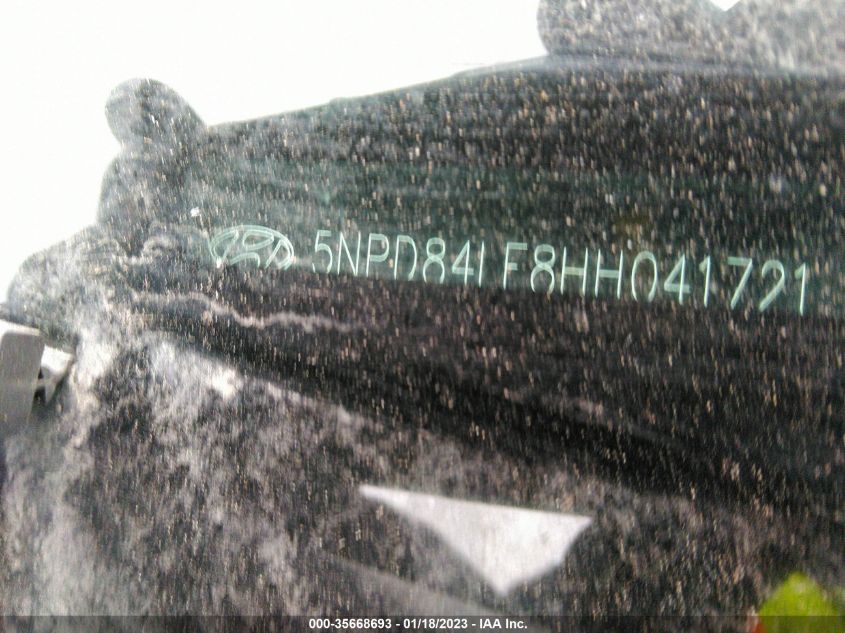 5NPD84LF8HH041721
000-35668693 - 01/18/2023 - IAA Inc.